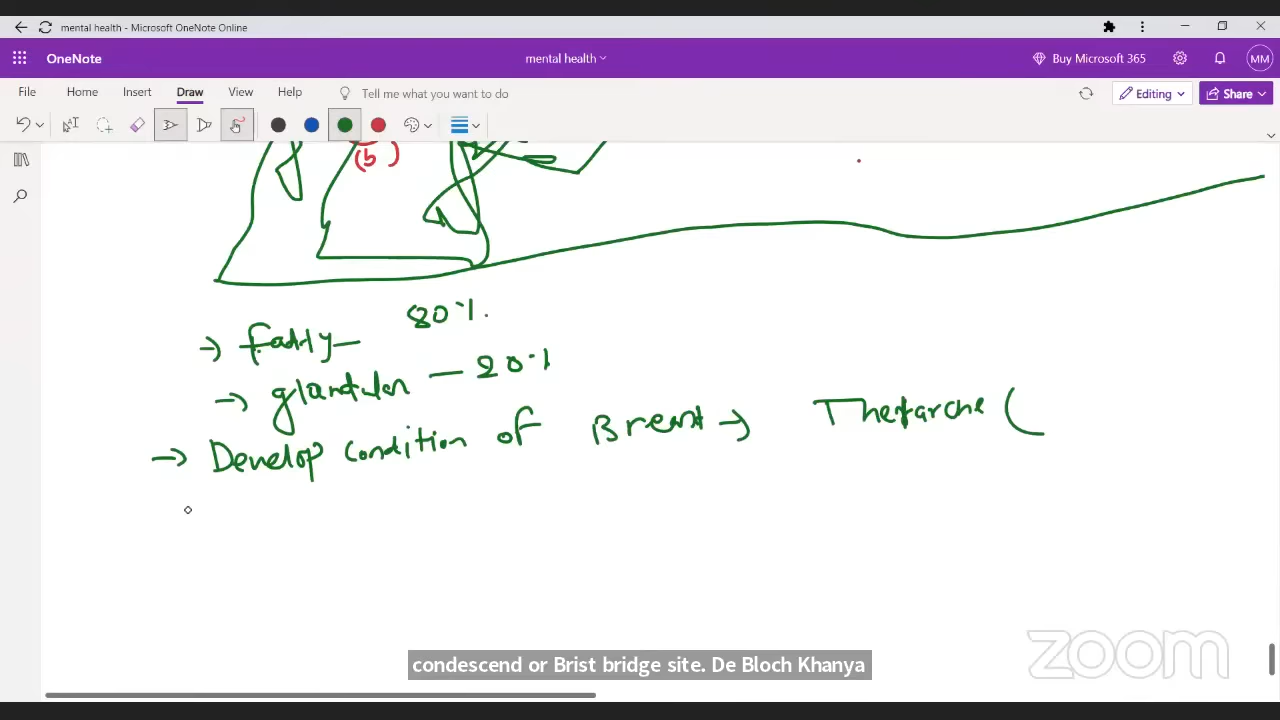 mental health - Microsoft OneNote Online
OneNote
mental health
Buy Microsoft 365
MM
File Home Insert Draw View Help Tell me what you want to do
Editing
Share
(b)
→ fatty — 80%.
→ glandular — 20%
→ Develop condition of Breast → Thelarche (
zoom
condescend or Brist bridge site. De Bloch Khanya